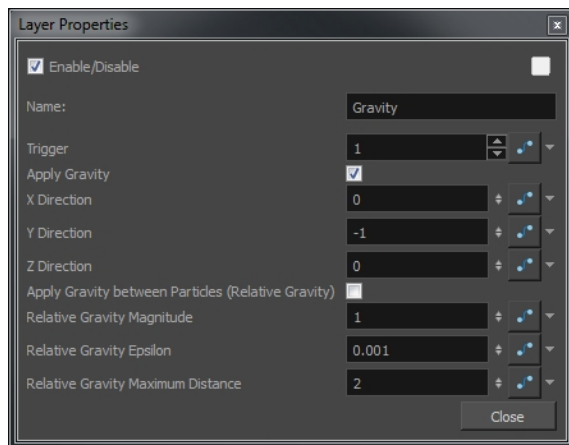 Layer Properties
Enable/Disable
Name: Gravity
Trigger 1
Apply Gravity
X Direction 0
Y Direction -1
Z Direction 0
Apply Gravity between Particles (Relative Gravity)
Relative Gravity Magnitude 1
Relative Gravity Epsilon 0.001
Relative Gravity Maximum Distance 2
Close